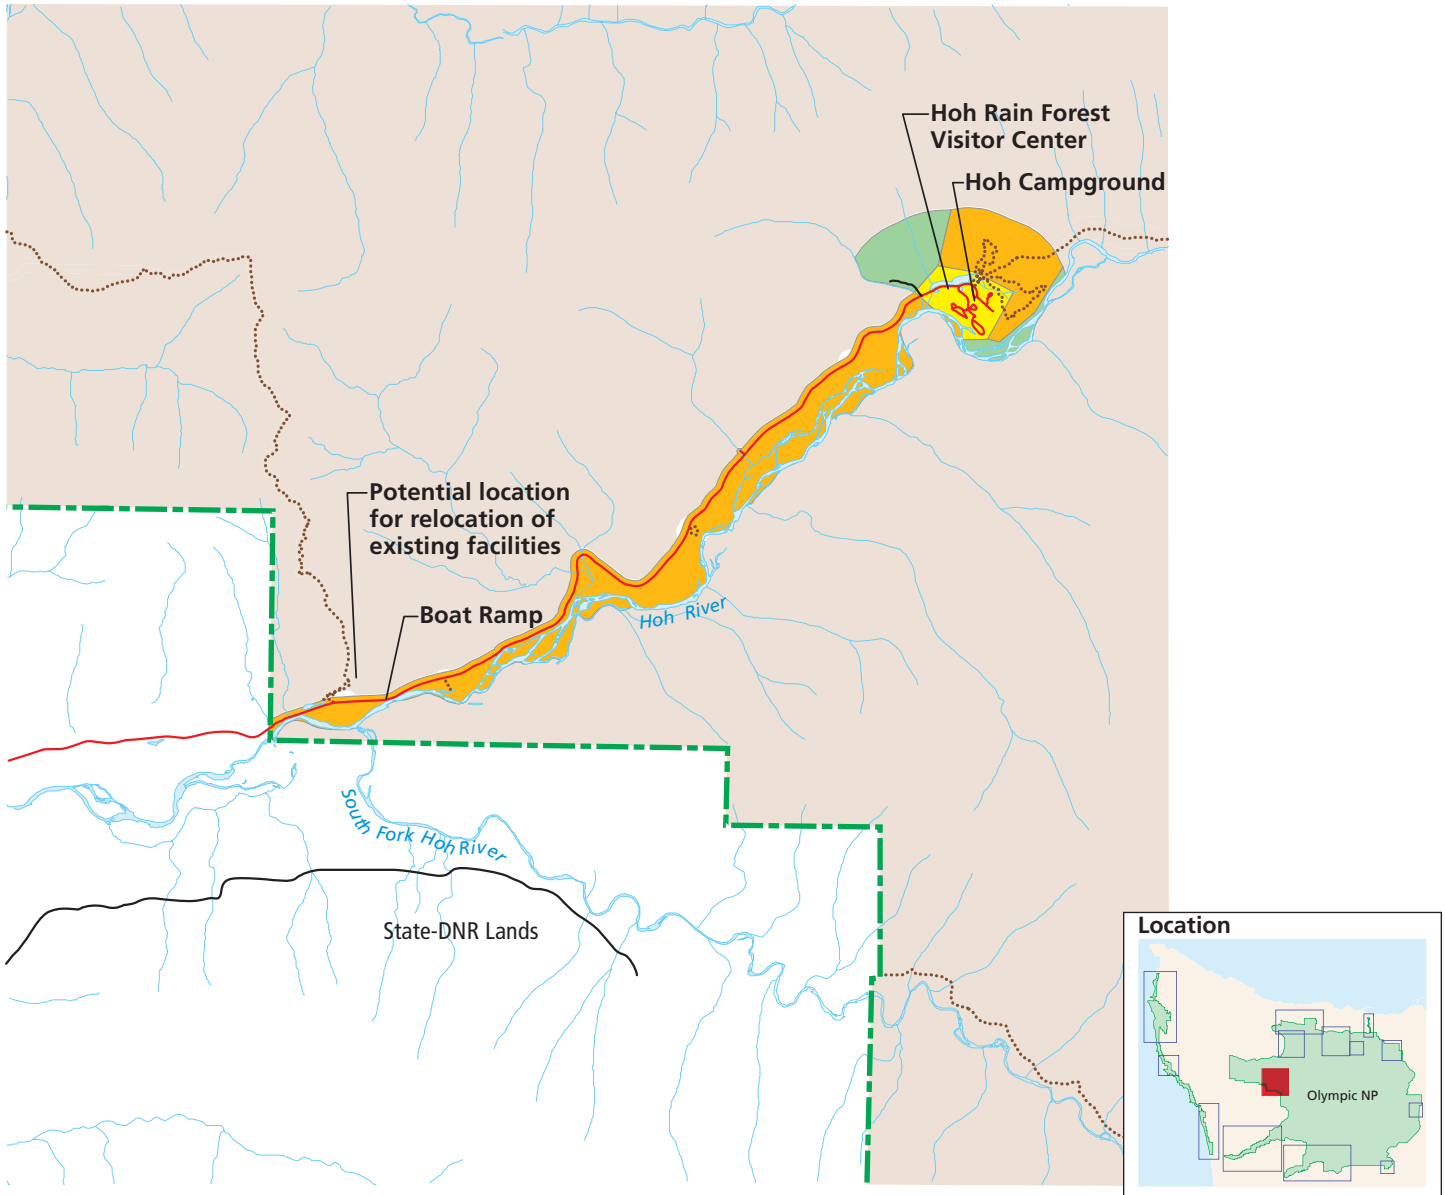 Hoh Rain Forest
Visitor Center
Hoh Campground
Potential location
for relocation of
existing facilities
Boat Ramp
Hoh River
South Fork Hoh River
State-DNR Lands
Location
Olympic NP